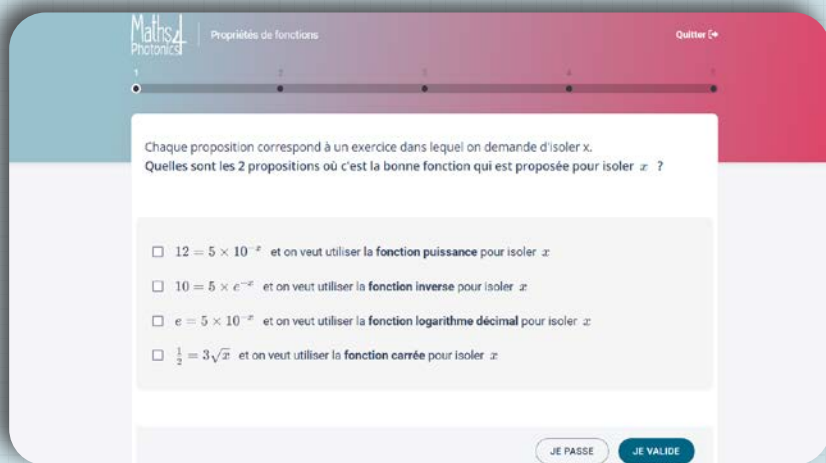 Maths4
Photonics
Propriétés de fonctions
Quitter
1 2 3 4 5
Chaque proposition correspond à un exercice dans lequel on demande d'isoler x.
Quelles sont les 2 propositions où c'est la bonne fonction qui est proposée pour isoler x ?
12 = 5 × 10⁻ˣ et on veut utiliser la fonction puissance pour isoler x
10 = 5 × e⁻ˣ et on veut utiliser la fonction inverse pour isoler x
e = 5 × 10⁻ˣ et on veut utiliser la fonction logarithme décimal pour isoler x
1/2 = 3√x et on veut utiliser la fonction carrée pour isoler x
JE PASSE JE VALIDE